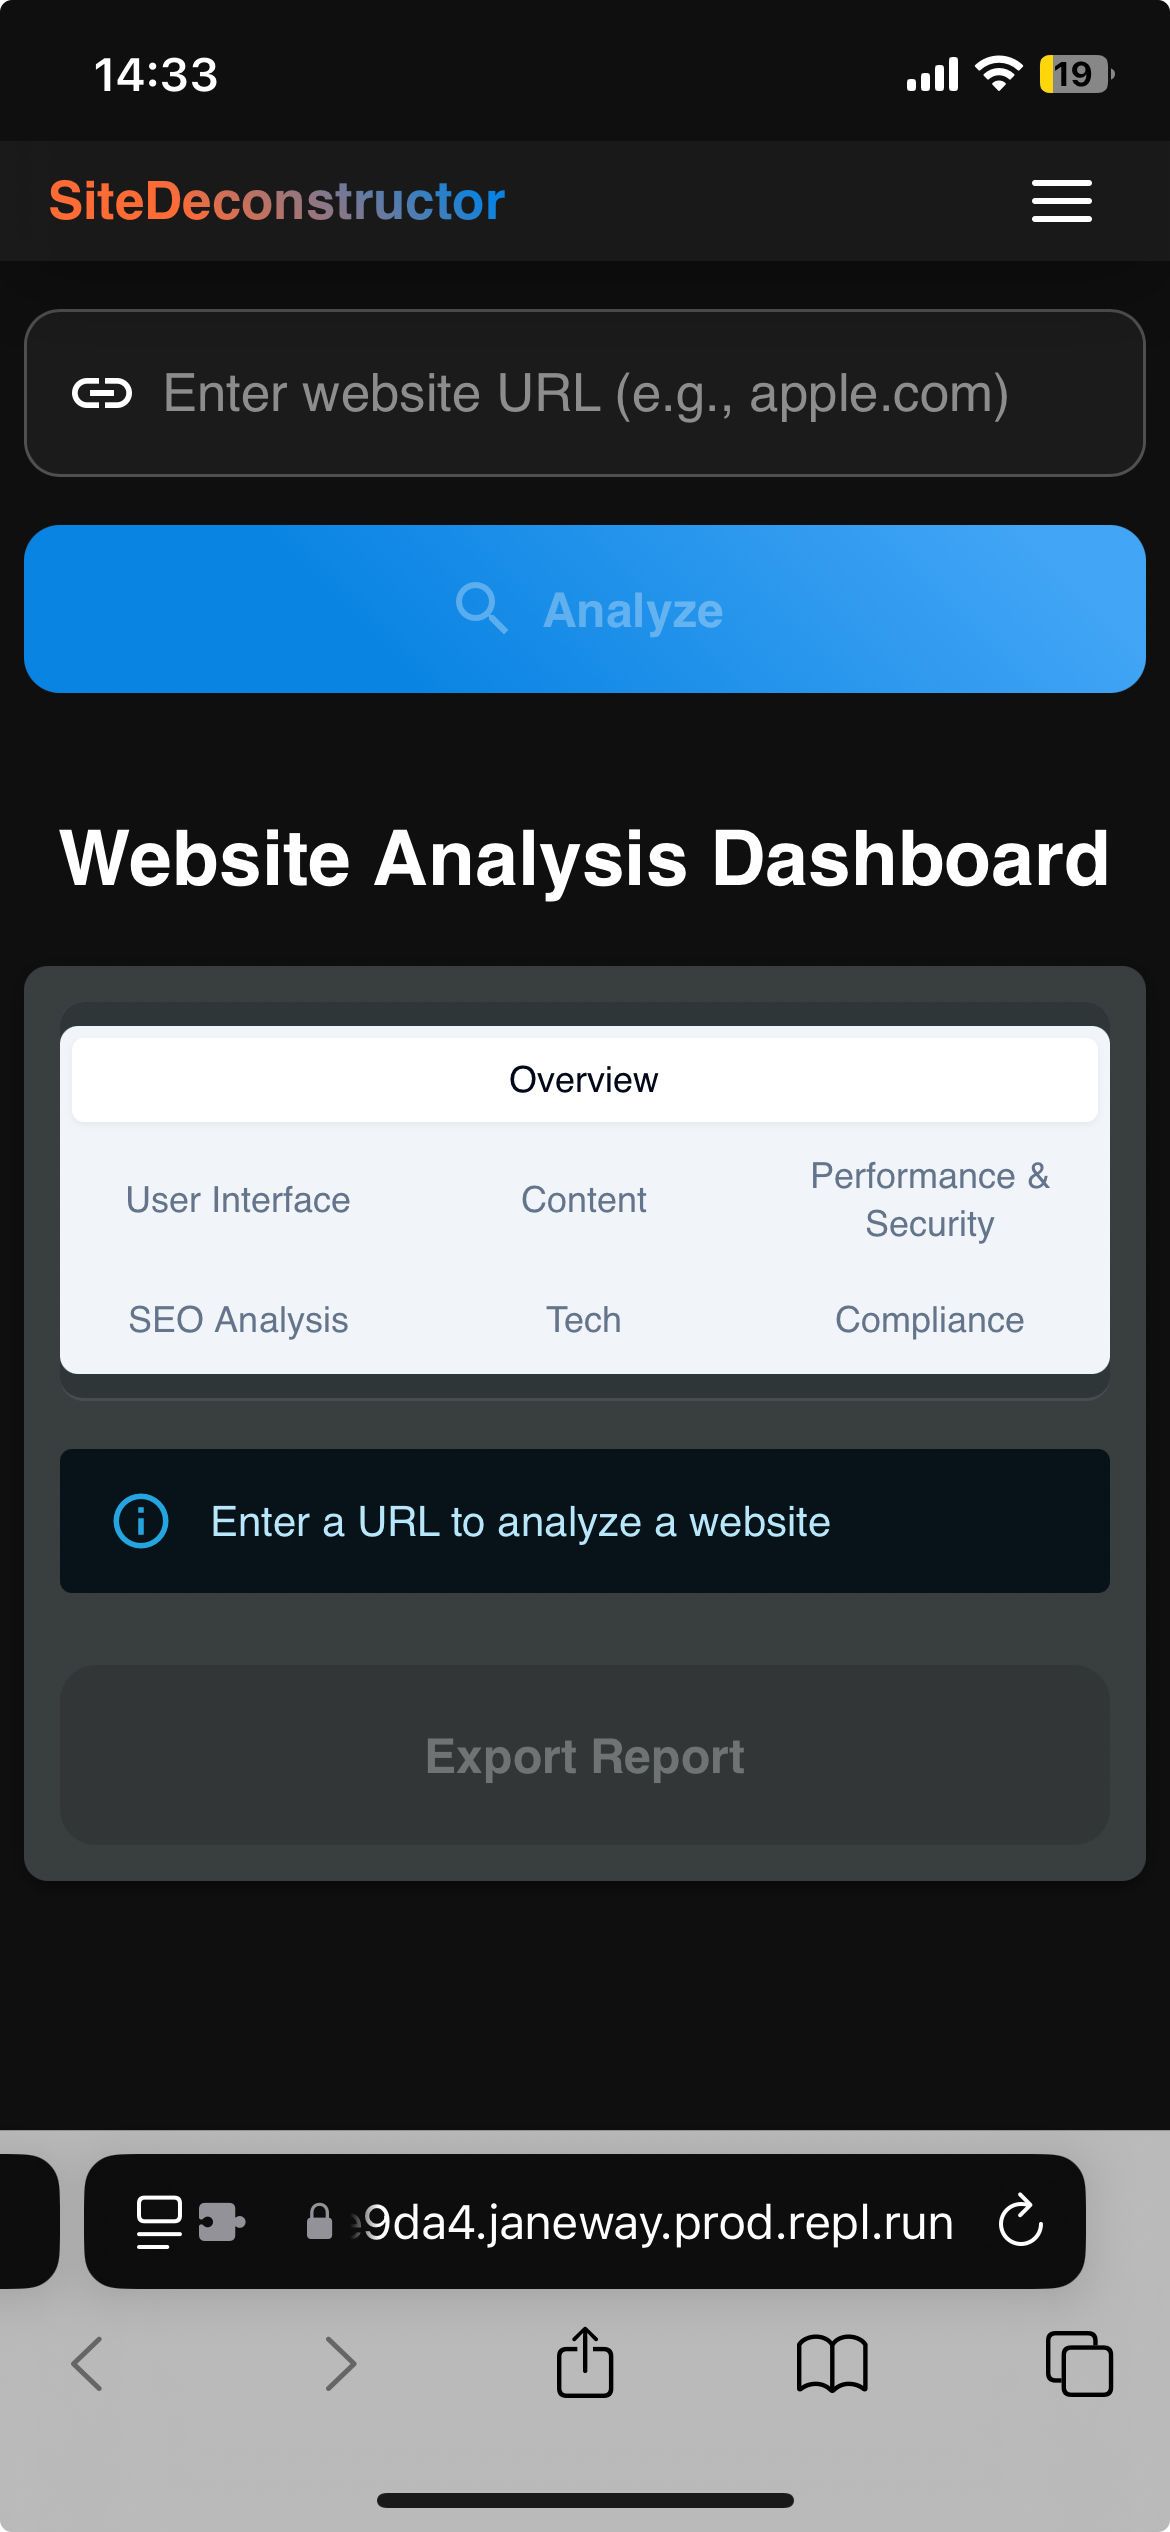 14:33
19
SiteDeconstructor
Enter website URL (e.g., apple.com)
Analyze
Website Analysis Dashboard
Overview
User Interface
Content
Performance &
Security
SEO Analysis
Tech
Compliance
Enter a URL to analyze a website
Export Report
9da4.janeway.prod.repl.run